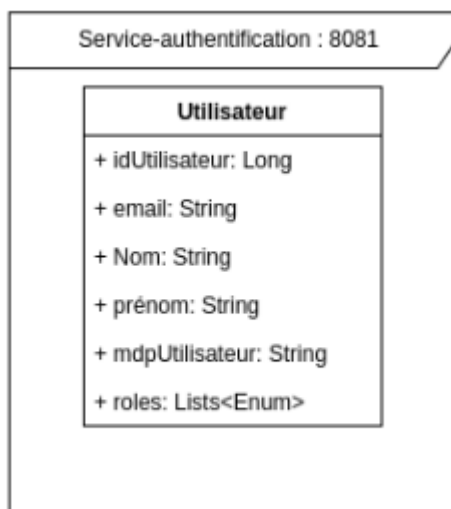 Service-authentification : 8081
Utilisateur
+ idUtilisateur: Long
+ email: String
+ Nom: String
+ prénom: String
+ mdpUtilisateur: String
+ roles: Lists<Enum>